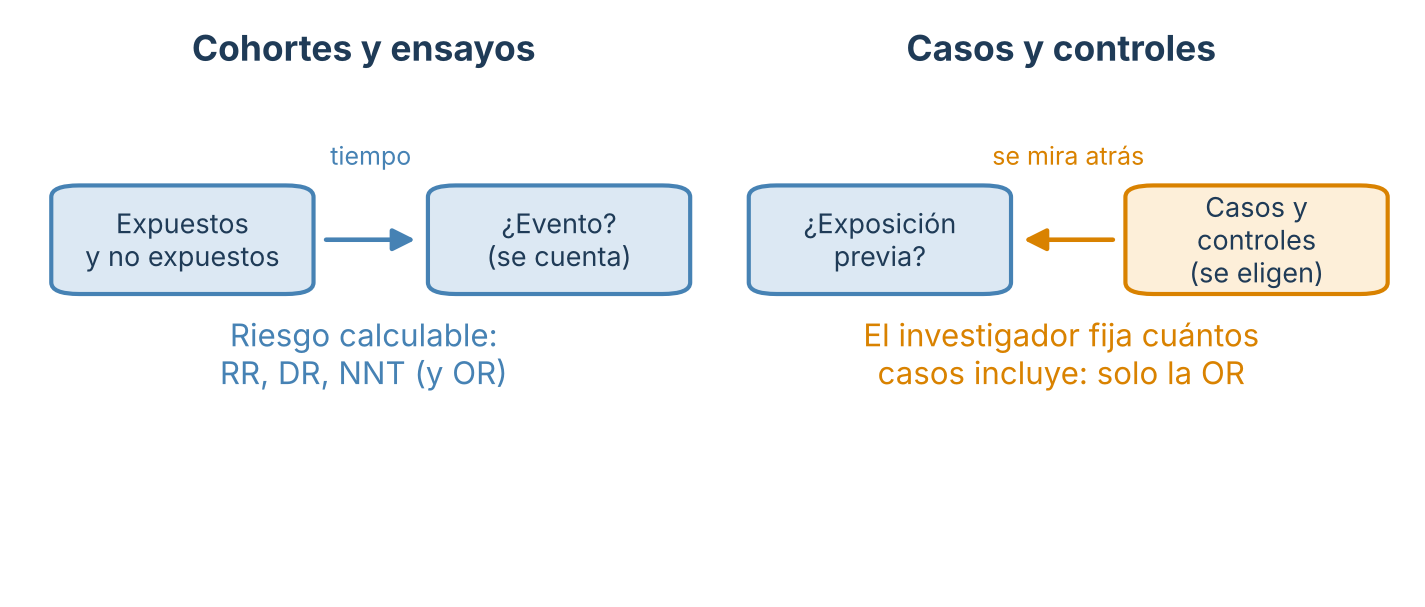 Cohortes y ensayos
tiempo
Expuestos
y no expuestos
¿Evento?
(se cuenta)
Riesgo calculable:
RR, DR, NNT (y OR)
Casos y controles
se mira atrás
¿Exposición
previa?
Casos y
controles
(se eligen)
El investigador fija cuántos
casos incluye: solo la OR